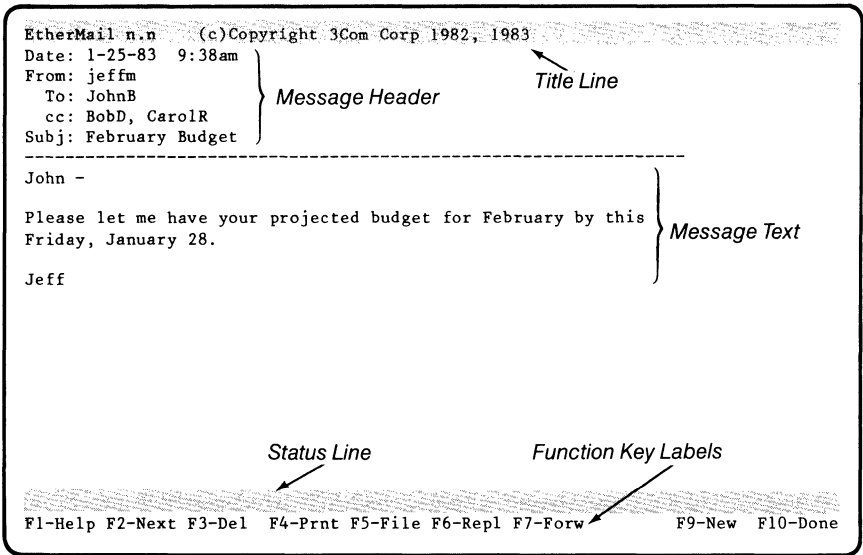 EtherMail n.n (c)Copyright 3Com Corp 1982, 1983
Title Line
Date: 1-25-83 9:38am
From: jeffm
To: JohnB
cc: BobD, CarolR
Subj: February Budget
Message Header
--------------------------------------------------------------------
John -
Please let me have your projected budget for February by this
Friday, January 28.
Jeff
Message Text
Status Line
Function Key Labels
F1-Help F2-Next F3-Del F4-Prnt F5-File F6-Repl F7-Forw F9-New F10-Done